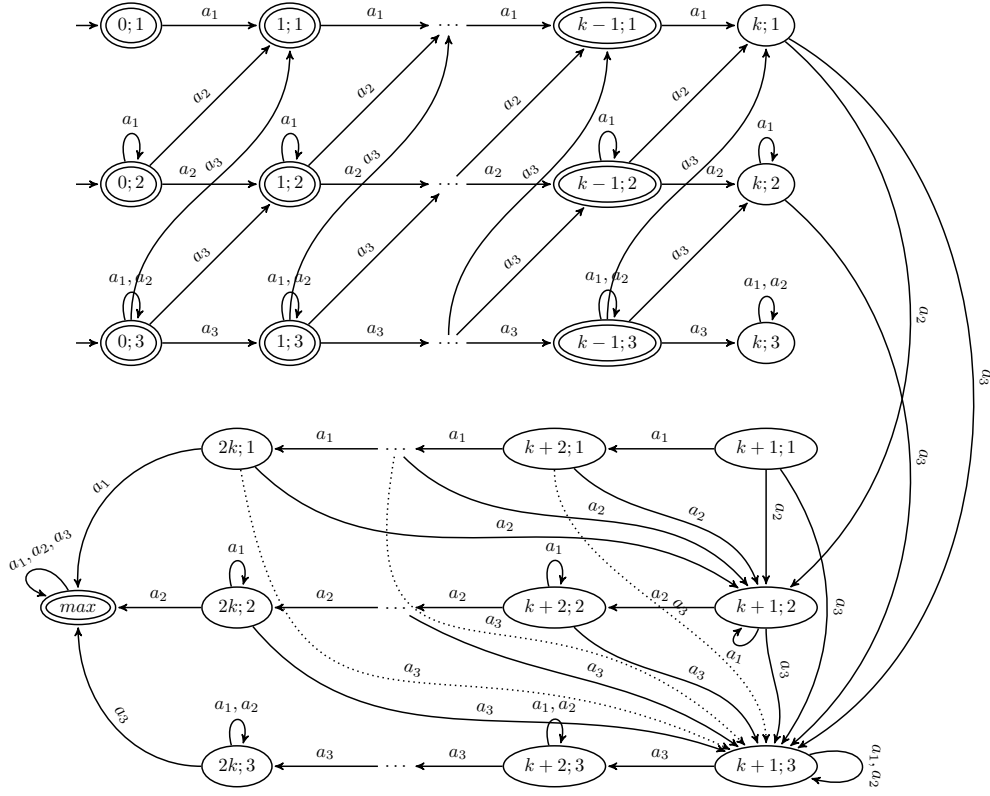 a₁ a₁ a₁ a₁
0;1 1;1 ⋯ k−1;1 k;1
a₂ a₂ a₂ a₂
a₁ a₁ a₁ a₁
a₃ a₃ a₃ a₃
a₂ a₂ a₂ a₂
0;2 1;2 ⋯ k−1;2 k;2
a₃ a₃ a₃ a₃
a₁, a₂ a₁, a₂ a₁, a₂ a₁, a₂
a₂
a₃ a₃ a₃ a₃
0;3 1;3 ⋯ k−1;3 k;3
a₃
a₁ a₁ a₁
2k;1 ⋯ k+2;1 k+1;1
a₃
a₁
a₂ a₂ a₂ a₂
a₁, a₂, a₃ a₁ a₁
a₂ a₂ a₂ a₂ a₃ a₃
max 2k;2 ⋯ k+2;2 k+1;2
a₃
a₁
a₃ a₃ a₃ a₃
a₃ a₃
a₁, a₂ a₁, a₂
a₃ a₃ a₃
2k;3 ⋯ k+2;3 k+1;3
a₁, a₂